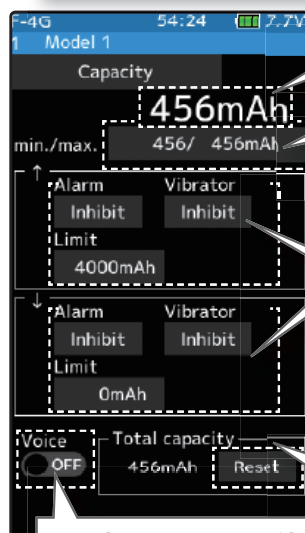 F-4G 54:24 7.7V
1 Model 1
Capacity
456mAh
min./max. 456/ 456mAh
↑
Alarm Vibrator
Inhibit Inhibit
Limit
4000mAh
↓
Alarm Vibrator
Inhibit Inhibit
Limit
0mAh
Voice Total capacity
OFF 456mAh Reset